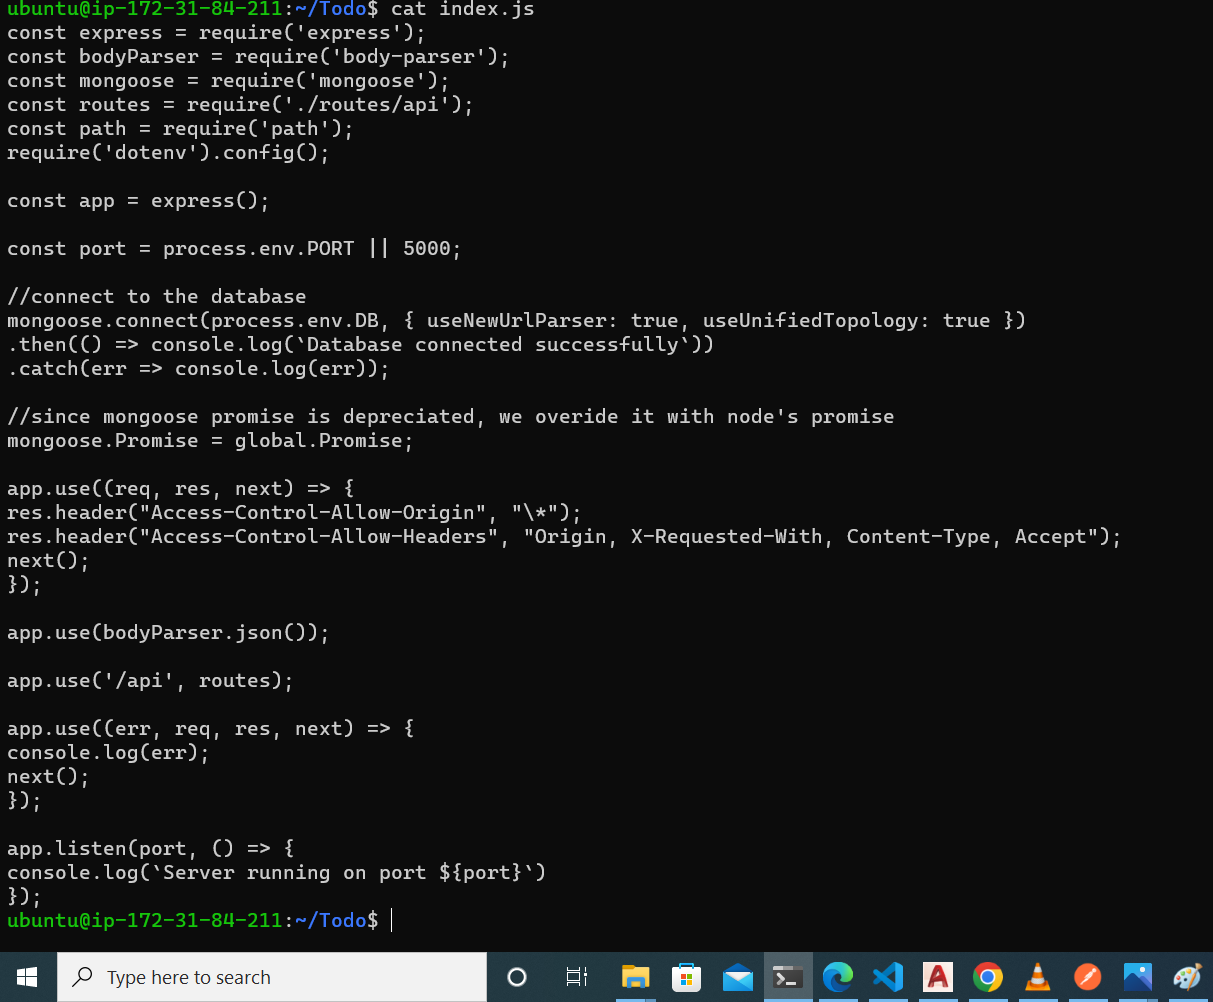 ubuntu@ip-172-31-84-211:~/Todo$ cat index.js
const express = require('express');
const bodyParser = require('body-parser');
const mongoose = require('mongoose');
const routes = require('./routes/api');
const path = require('path');
require('dotenv').config();

const app = express();

const port = process.env.PORT || 5000;

//connect to the database
mongoose.connect(process.env.DB, { useNewUrlParser: true, useUnifiedTopology: true })
.then(() => console.log(`Database connected successfully`))
.catch(err => console.log(err));

//since mongoose promise is depreciated, we overide it with node's promise
mongoose.Promise = global.Promise;

app.use((req, res, next) => {
res.header("Access-Control-Allow-Origin", "\*");
res.header("Access-Control-Allow-Headers", "Origin, X-Requested-With, Content-Type, Accept");
next();
});

app.use(bodyParser.json());

app.use('/api', routes);

app.use((err, req, res, next) => {
console.log(err);
next();
});

app.listen(port, () => {
console.log(`Server running on port ${port}`)
});
ubuntu@ip-172-31-84-211:~/Todo$
Type here to search